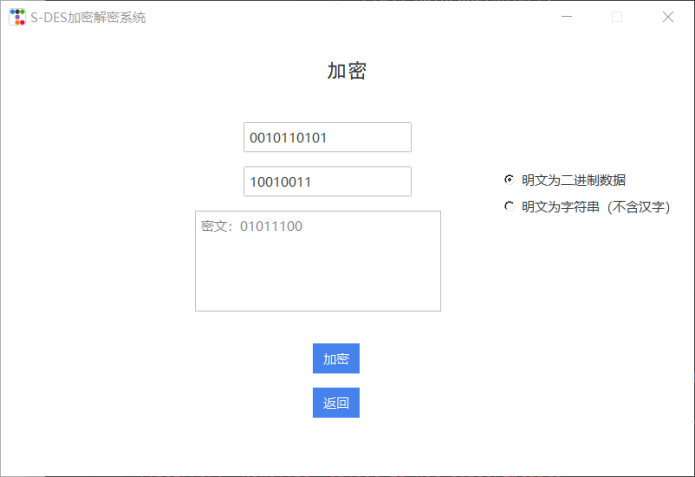 S-DES加密解密系统
加密
0010110101
10010011
明文为二进制数据
明文为字符串（不含汉字）
密文：01011100
加密
返回